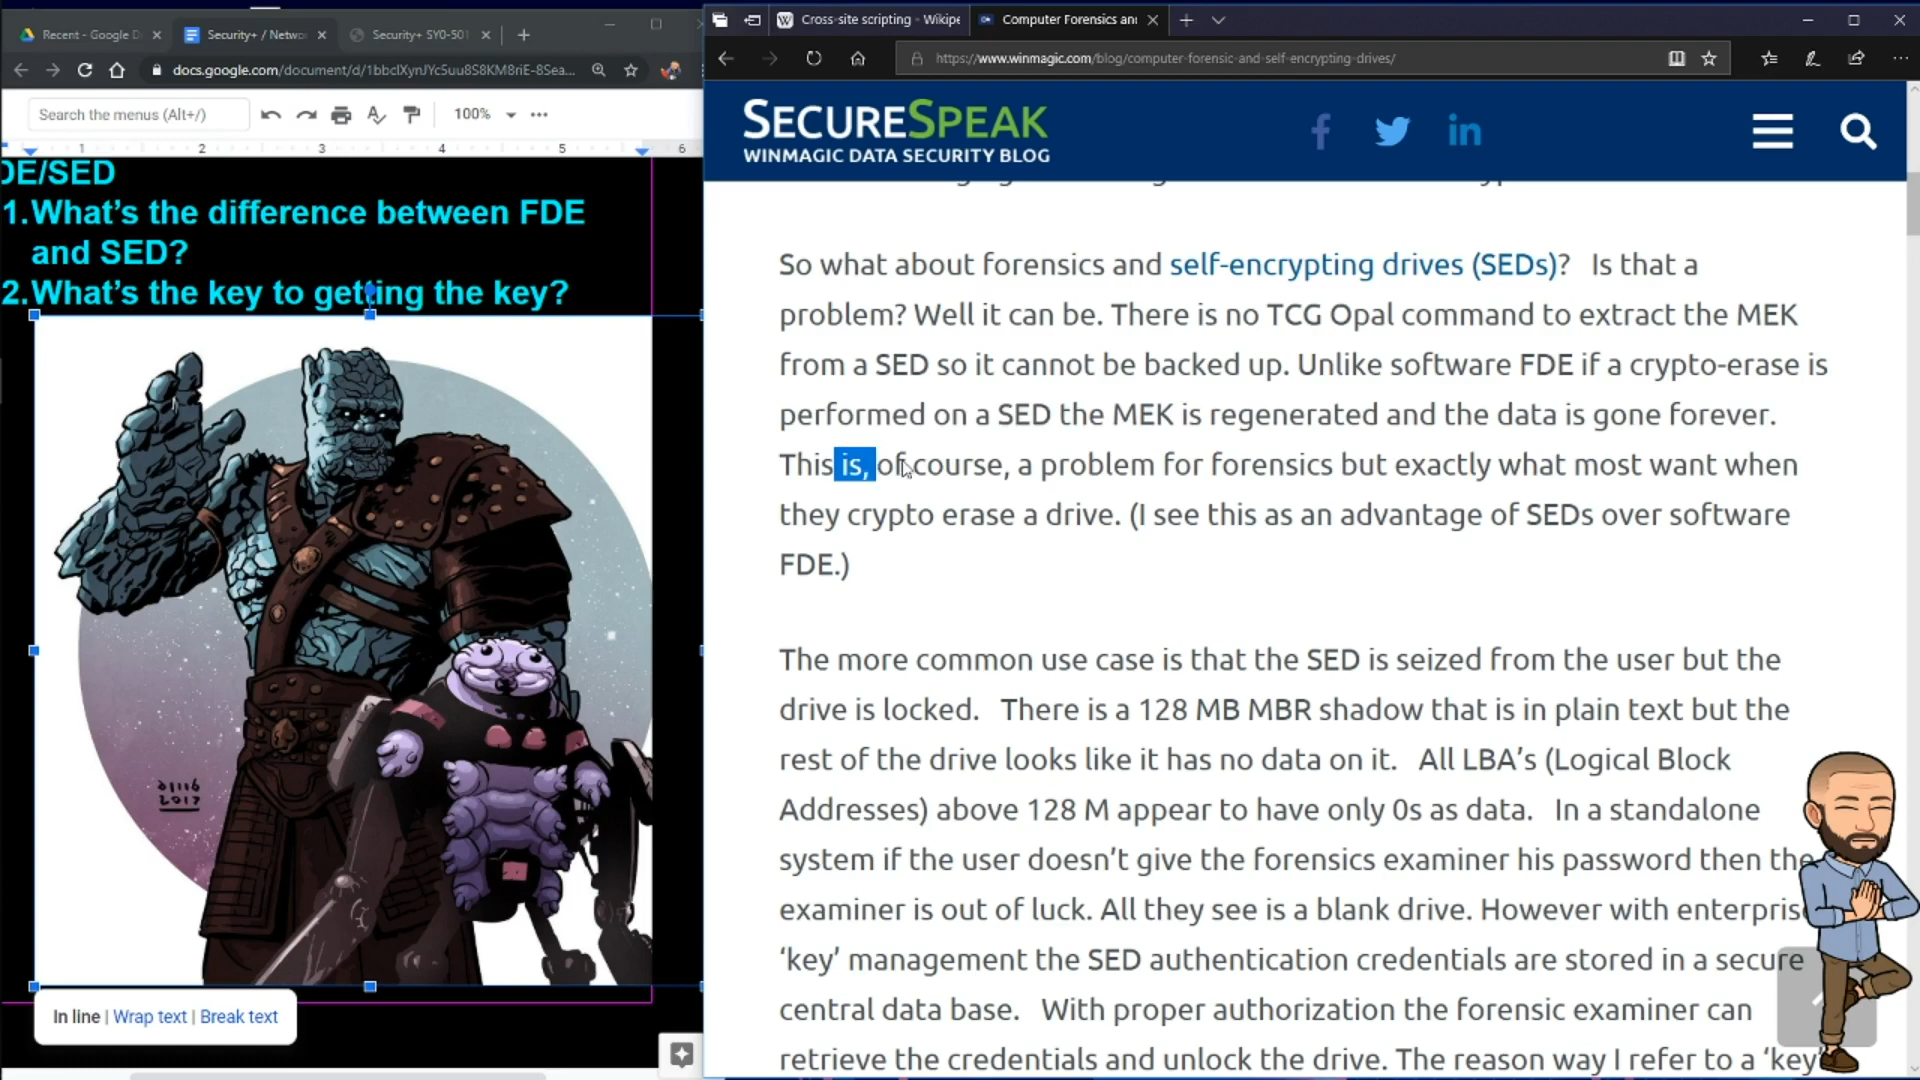 Recent - Google D
Security+ / Netwo
Security+ SY0-501
docs.google.com/document/d/1bbclXynJYc5uu8S8KM8riE-8Sea...
Search the menus (Alt+/)
100%
1 2 3 4 5 6
DE/SED
1. What's the difference between FDE
and SED?
2. What's the key to getting the key?
2017
In line | Wrap text | Break text
Cross-site scripting - Wikipe
Computer Forensics an
https://www.winmagic.com/blog/computer-forensic-and-self-encrypting-drives/
SECURESPEAK
WINMAGIC DATA SECURITY BLOG
So what about forensics and self-encrypting drives (SEDs)? Is that a
problem? Well it can be. There is no TCG Opal command to extract the MEK
from a SED so it cannot be backed up. Unlike software FDE if a crypto-erase is
performed on a SED the MEK is regenerated and the data is gone forever.
This is, of course, a problem for forensics but exactly what most want when
they crypto erase a drive. (I see this as an advantage of SEDs over software
FDE.)
The more common use case is that the SED is seized from the user but the
drive is locked. There is a 128 MB MBR shadow that is in plain text but the
rest of the drive looks like it has no data on it. All LBA's (Logical Block
Addresses) above 128 M appear to have only 0s as data. In a standalone
system if the user doesn't give the forensics examiner his password then the
examiner is out of luck. All they see is a blank drive. However with enterprise
'key' management the SED authentication credentials are stored in a secure
central data base. With proper authorization the forensic examiner can
retrieve the credentials and unlock the drive. The reason way I refer to a 'key'